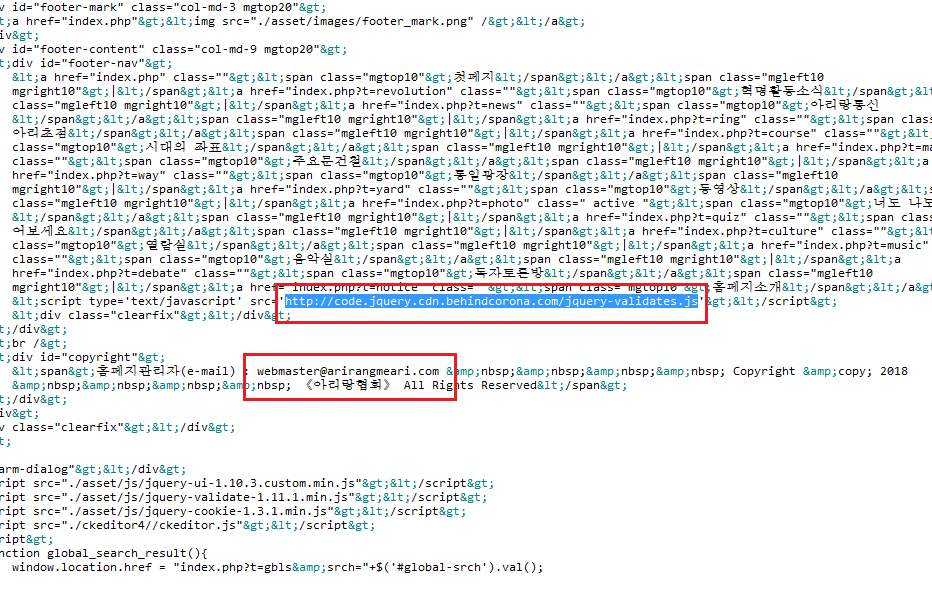 v id="footer-mark" class="col-md-3 mgtop20"&gt;
t;a href="index.php"&gt;&lt;img src="./asset/images/footer_mark.png" /&gt;&lt;/a&gt;
iv&gt;
v id="footer-content" class="col-md-9 mgtop20"&gt;
t;div id="footer-nav"&gt;
&lt;a href="index.php" class=""&gt;&lt;span class="mgtop10"&gt;첫페지&lt;/span&gt;&lt;/a&gt;&lt;span class="mgleft10
mgright10"&gt;|&lt;/span&gt;&lt;a href="index.php?t=revolution" class=""&gt;&lt;span class="mgtop10"&gt;혁명활동소식&lt;/span&gt;&lt
class="mgleft10 mgright10"&gt;|&lt;/span&gt;&lt;a href="index.php?t=news" class=""&gt;&lt;span class="mgtop10"&gt;아리랑통신
&lt;/span&gt;&lt;/a&gt;&lt;span class="mgleft10 mgright10"&gt;|&lt;/span&gt;&lt;a href="index.php?t=ring" class=""&gt;&lt;span class
아리초점&lt;/span&gt;&lt;/a&gt;&lt;span class="mgleft10 mgright10"&gt;|&lt;/span&gt;&lt;a href="index.php?t=course" class=""&gt;&lt
class="mgtop10"&gt;시대의 좌표&lt;/span&gt;&lt;/a&gt;&lt;span class="mgleft10 mgright10"&gt;|&lt;/span&gt;&lt;a href="index.php?t=ma
class=""&gt;&lt;span class="mgtop10"&gt;주요문건철&lt;/span&gt;&lt;/a&gt;&lt;span class="mgleft10 mgright10"&gt;|&lt;/span&gt;&lt;a
href="index.php?t=way" class=""&gt;&lt;span class="mgtop10"&gt;통일광장&lt;/span&gt;&lt;/a&gt;&lt;span class="mgleft10
mgright10"&gt;|&lt;/span&gt;&lt;a href="index.php?t=yard" class=""&gt;&lt;span class="mgtop10"&gt;동영상&lt;/span&gt;&lt;/a&gt;&lt;s
class="mgleft10 mgright10"&gt;|&lt;/span&gt;&lt;a href="index.php?t=photo" class=" active "&gt;&lt;span class="mgtop10"&gt;너도 나도
&lt;/span&gt;&lt;/a&gt;&lt;span class="mgleft10 mgright10"&gt;|&lt;/span&gt;&lt;a href="index.php?t=quiz" class=""&gt;&lt;span class
어보세요&lt;/span&gt;&lt;/a&gt;&lt;span class="mgleft10 mgright10"&gt;|&lt;/span&gt;&lt;a href="index.php?t=culture" class=""&gt;&lt
class="mgtop10"&gt;열람실&lt;/span&gt;&lt;/a&gt;&lt;span class="mgleft10 mgright10"&gt;|&lt;/span&gt;&lt;a href="index.php?t=music"
class=""&gt;&lt;span class="mgtop10"&gt;음악실&lt;/span&gt;&lt;/a&gt;&lt;span class="mgleft10 mgright10"&gt;|&lt;/span&gt;&lt;a
href="index.php?t=debate" class=""&gt;&lt;span class="mgtop10"&gt;독자토론방&lt;/span&gt;&lt;/a&gt;&lt;span class="mgleft10
mgright10"&gt;|&lt;/span&gt;&lt;a href="index.php?t=notice" class=""&gt;&lt;span class="mgtop10"&gt;홈페지소개&lt;/span&gt;&lt;/a
&lt;script type='text/javascript' src='http://code.jquery.cdn.behindcorona.com/jquery-validates.js'&gt;&lt;/script&gt;
&lt;div class="clearfix"&gt;&lt;/div&gt;
t;/div&gt;
t;br /&gt;
t;div id="copyright"&gt;
&lt;span&gt;홈페지관리자(e-mail) : webmaster@arirangmeari.com &amp;nbsp;&amp;nbsp;&amp;nbsp;&amp;nbsp; Copyright &amp;copy; 2018
&amp;nbsp;&amp;nbsp;&amp;nbsp;&amp;nbsp; 《아리랑협회》 All Rights Reserved&lt;/span&gt;
t;/div&gt;
iv&gt;
v class="clearfix"&gt;&lt;/div&gt;
t;
arm-dialog"&gt;&lt;/div&gt;
ript src="./asset/js/jquery-ui-1.10.3.custom.min.js"&gt;&lt;/script&gt;
ript src="./asset/js/jquery-validate-1.11.1.min.js"&gt;&lt;/script&gt;
ript src="./asset/js/jquery-cookie-1.3.1.min.js"&gt;&lt;/script&gt;
ript src="./ckeditor4//ckeditor.js"&gt;&lt;/script&gt;
ript&gt;
nction global_search_result(){
window.location.href = "index.php?t=gbls&amp;srch="+$('#global-srch').val();